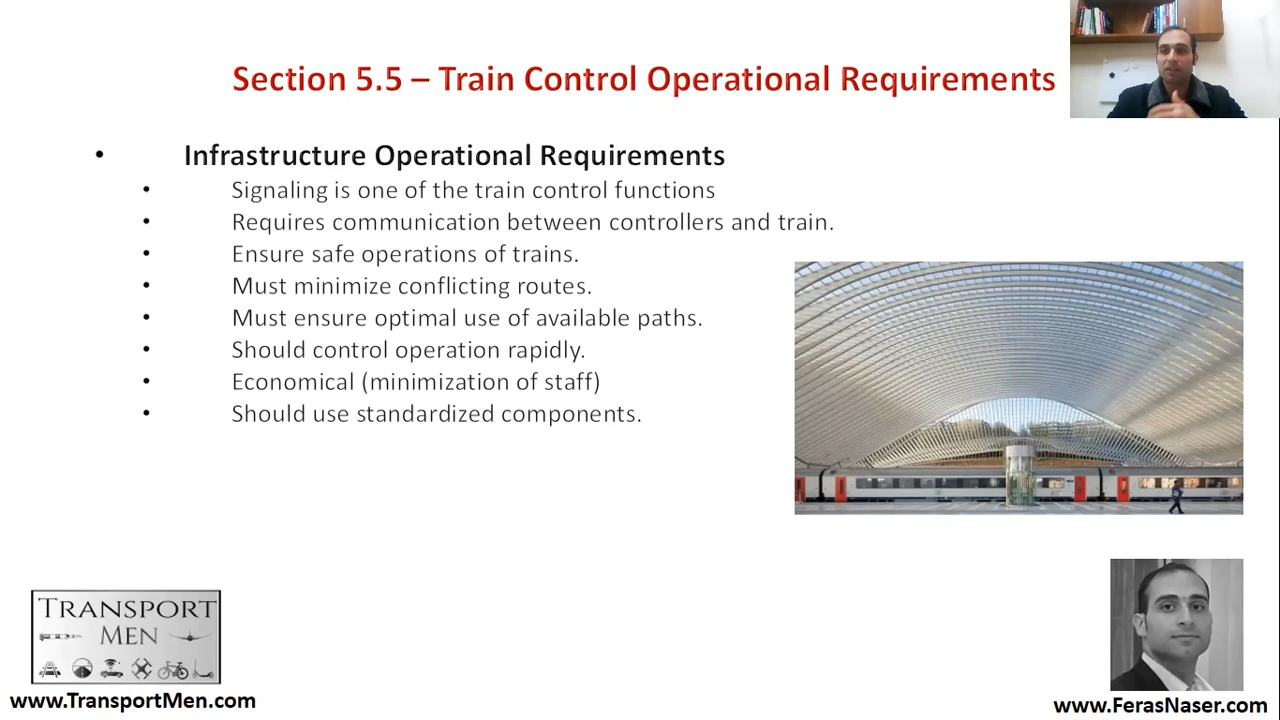 Section 5.5 – Train Control Operational Requirements
• Infrastructure Operational Requirements
• Signaling is one of the train control functions
• Requires communication between controllers and train.
• Ensure safe operations of trains.
• Must minimize conflicting routes.
• Must ensure optimal use of available paths.
• Should control operation rapidly.
• Economical (minimization of staff)
• Should use standardized components.
TRANSPORT
MEN
www.TransportMen.com
www.FerasNaser.com